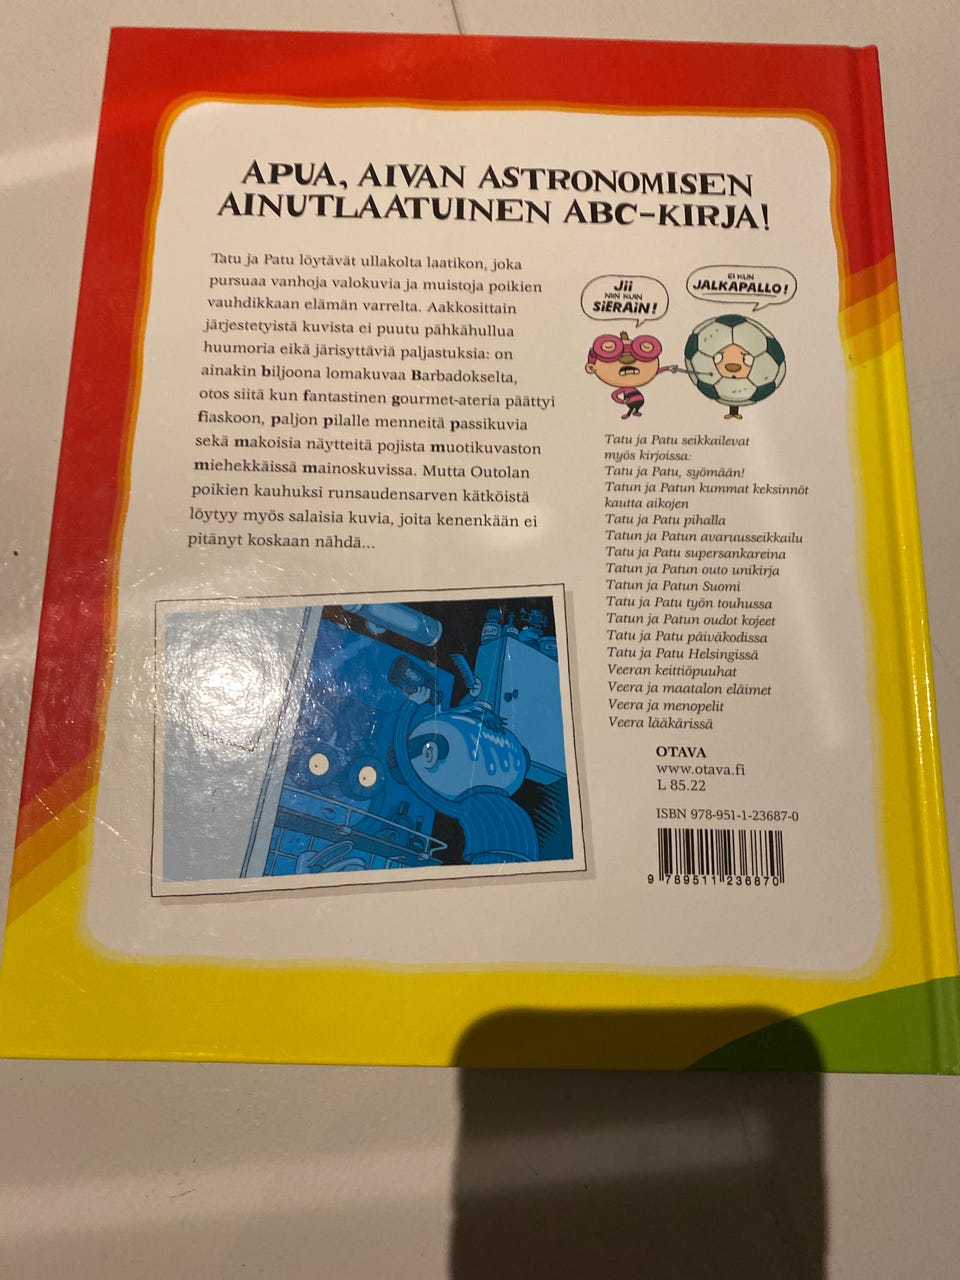 APUA, AIVAN ASTRONOMISEN
AINUTLAATUINEN ABC-KIRJA!
Tatu ja Patu löytävät ullakolta laatikon, joka
pursuaa vanhoja valokuvia ja muistoja poikien
vauhdikkaan elämän varrelta. Aakkosittain
järjestetyistä kuvista ei puutu pähkähullua
huumoria eikä järisyttäviä paljastuksia: on
ainakin biljoona lomakuvaa Barbadokselta,
otos siitä kun fantastinen gourmet-ateria päättyi
fiaskoon, paljon pilalle menneitä passikuvia
sekä makoisia näytteitä pojista muotikuvaston
miehekkäissä mainoskuvissa. Mutta Outolan
poikien kauhuksi runsaudensarven kätköistä
löytyy myös salaisia kuvia, joita kenenkään ei
pitänyt koskaan nähdä...
Jii
NIIN KUIN
SiERAiN!
EI KUN
JALKAPALLO!
Tatu ja Patu seikkailevat
myös kirjoissa:
Tatu ja Patu, syömään!
Tatun ja Patun kummat keksinnöt
kautta aikojen
Tatu ja Patu pihalla
Tatun ja Patun avaruusseikkailu
Tatu ja Patu supersankareina
Tatun ja Patun outo unikirja
Tatun ja Patun Suomi
Tatu ja Patu työn touhussa
Tatun ja Patun oudot kojeet
Tatu ja Patu päiväkodissa
Tatu ja Patu Helsingissä
Veeran keittiöpuuhat
Veera ja maatalon eläimet
Veera ja menopelit
Veera lääkärissä
OTAVA
www.otava.fi
L 85.22
ISBN 978-951-1-23687-0
9 789511 236870